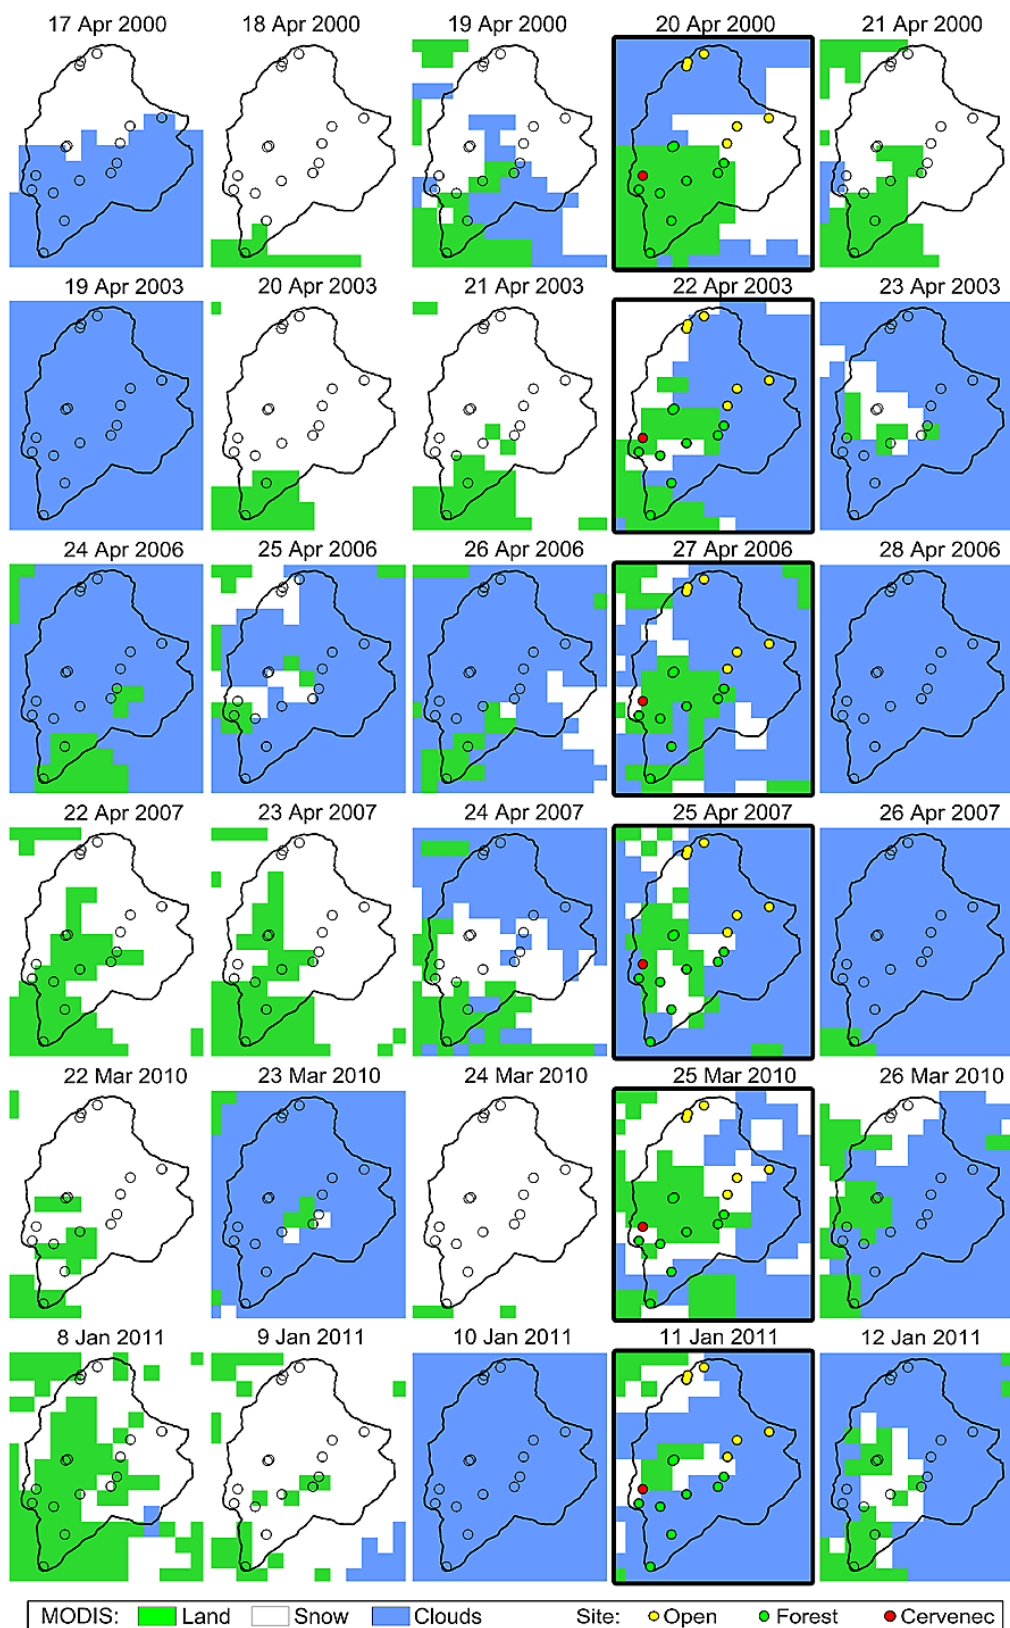 17 Apr 2000 18 Apr 2000 19 Apr 2000 20 Apr 2000 21 Apr 2000
19 Apr 2003 20 Apr 2003 21 Apr 2003 22 Apr 2003 23 Apr 2003
24 Apr 2006 25 Apr 2006 26 Apr 2006 27 Apr 2006 28 Apr 2006
22 Apr 2007 23 Apr 2007 24 Apr 2007 25 Apr 2007 26 Apr 2007
22 Mar 2010 23 Mar 2010 24 Mar 2010 25 Mar 2010 26 Mar 2010
8 Jan 2011 9 Jan 2011 10 Jan 2011 11 Jan 2011 12 Jan 2011
MODIS: Land Snow Clouds Site: Open Forest Cervenec